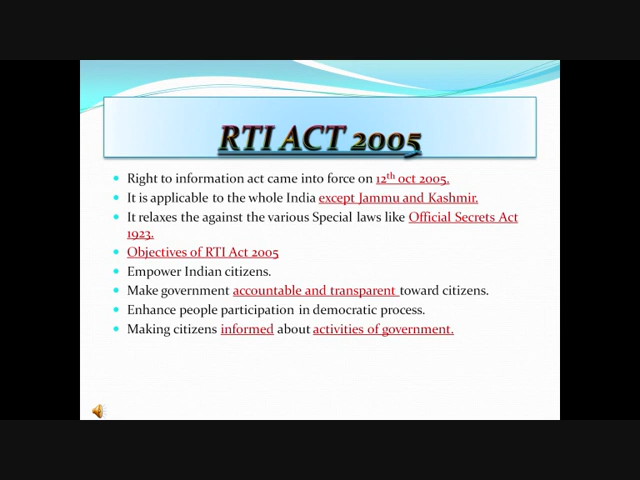 RTI ACT 2005
Right to information act came into force on 12th oct 2005.
It is applicable to the whole India except Jammu and Kashmir.
It relaxes the against the various Special laws like Official Secrets Act
1923.
Objectives of RTI Act 2005
Empower Indian citizens.
Make government accountable and transparent toward citizens.
Enhance people participation in democratic process.
Making citizens informed about activities of government.